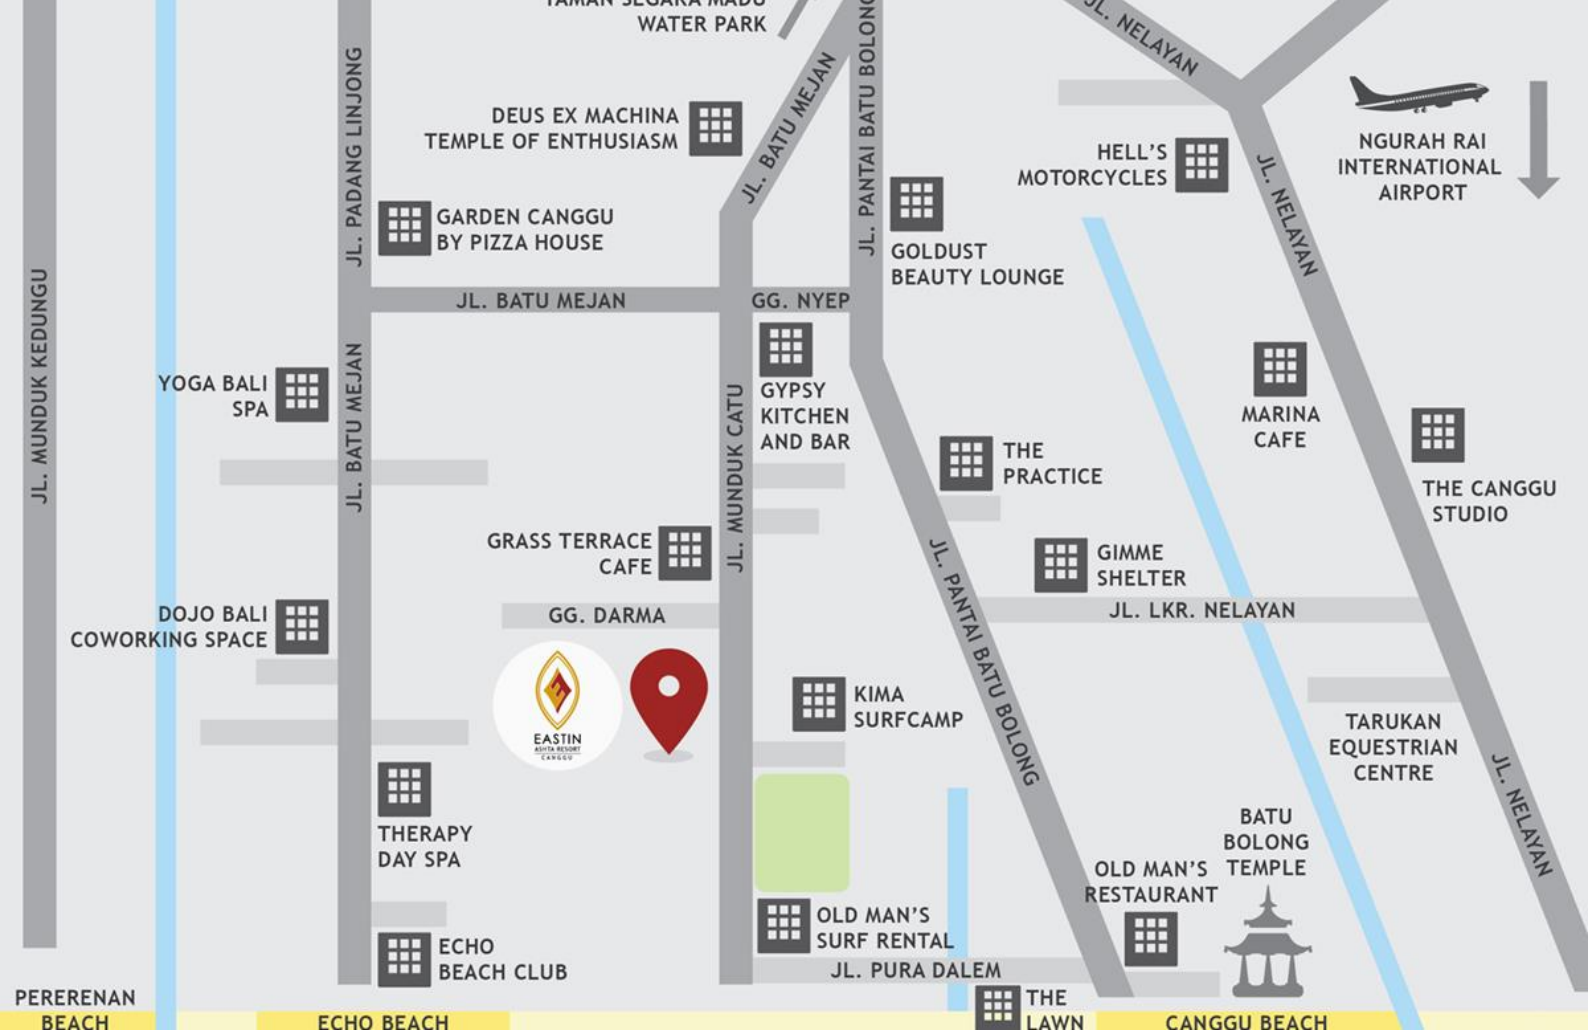 TAMAN SEGARA MADU
WATER PARK
JL. NELAYAN
DEUS EX MACHINA
TEMPLE OF ENTHUSIASM
JL. BATU MEJAN
JL. PANTAI BATU BOLONG
JL. PADANG LINJONG
HELL'S
MOTORCYCLES
NGURAH RAI
INTERNATIONAL
AIRPORT
JL. NELAYAN
GARDEN CANGGU
BY PIZZA HOUSE
GOLDUST
BEAUTY LOUNGE
JL. MUNDUK KEDUNGU
JL. BATU MEJAN
GG. NYEP
YOGA BALI
SPA
JL. BATU MEJAN
GYPSY
KITCHEN
AND BAR
JL. MUNDUK CATU
MARINA
CAFE
THE
PRACTICE
THE CANGGU
STUDIO
GRASS TERRACE
CAFE
GIMME
SHELTER
JL. PANTAI BATU BOLONG
DOJO BALI
COWORKING SPACE
GG. DARMA
JL. LKR. NELAYAN
EASTIN
ASHTA RESORT
CANGGU
KIMA
SURFCAMP
TARUKAN
EQUESTRIAN
CENTRE
JL. NELAYAN
THERAPY
DAY SPA
BATU
BOLONG
TEMPLE
OLD MAN'S
RESTAURANT
OLD MAN'S
SURF RENTAL
ECHO
BEACH CLUB
JL. PURA DALEM
PERERENAN
BEACH
ECHO BEACH
THE
LAWN
CANGGU BEACH